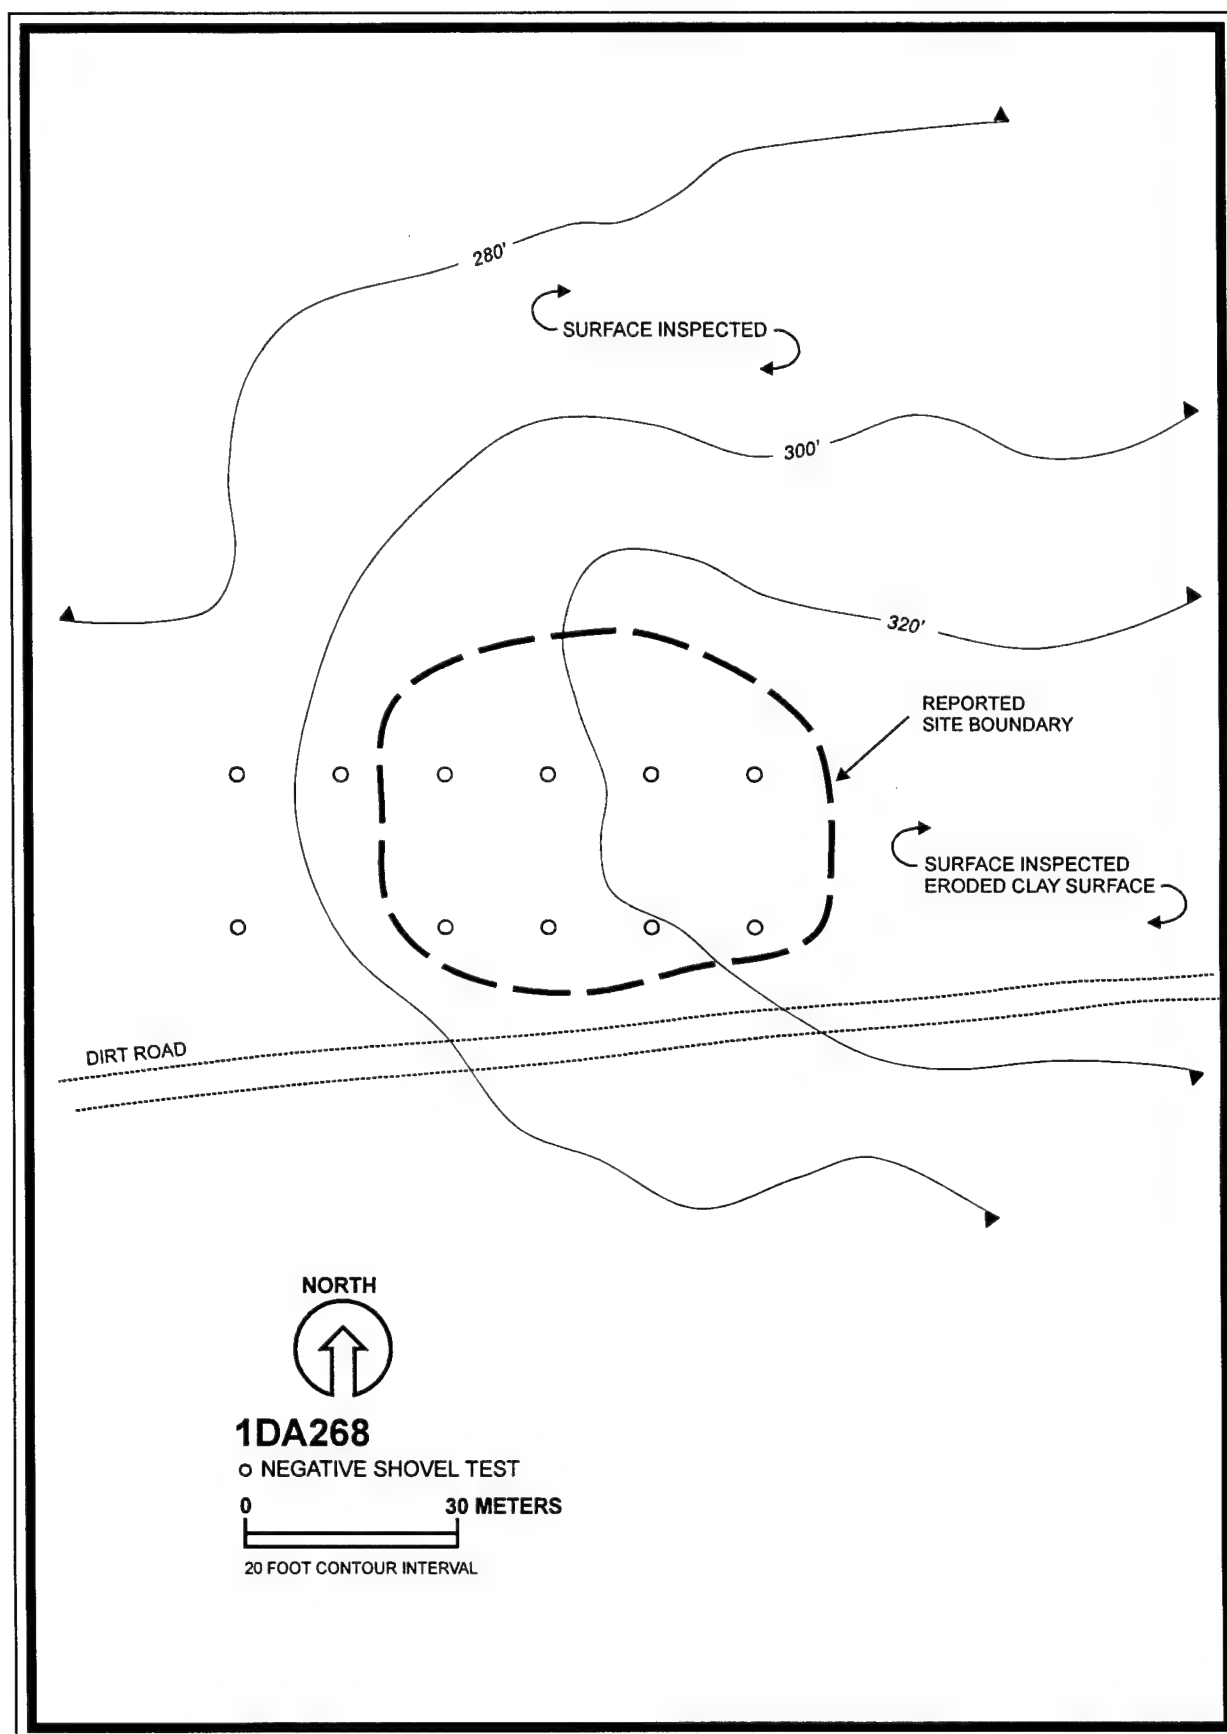 280'
SURFACE INSPECTED
300'
320'
REPORTED
SITE BOUNDARY
SURFACE INSPECTED
ERODED CLAY SURFACE
DIRT ROAD
NORTH
1DA268
NEGATIVE SHOVEL TEST
0 30 METERS
20 FOOT CONTOUR INTERVAL